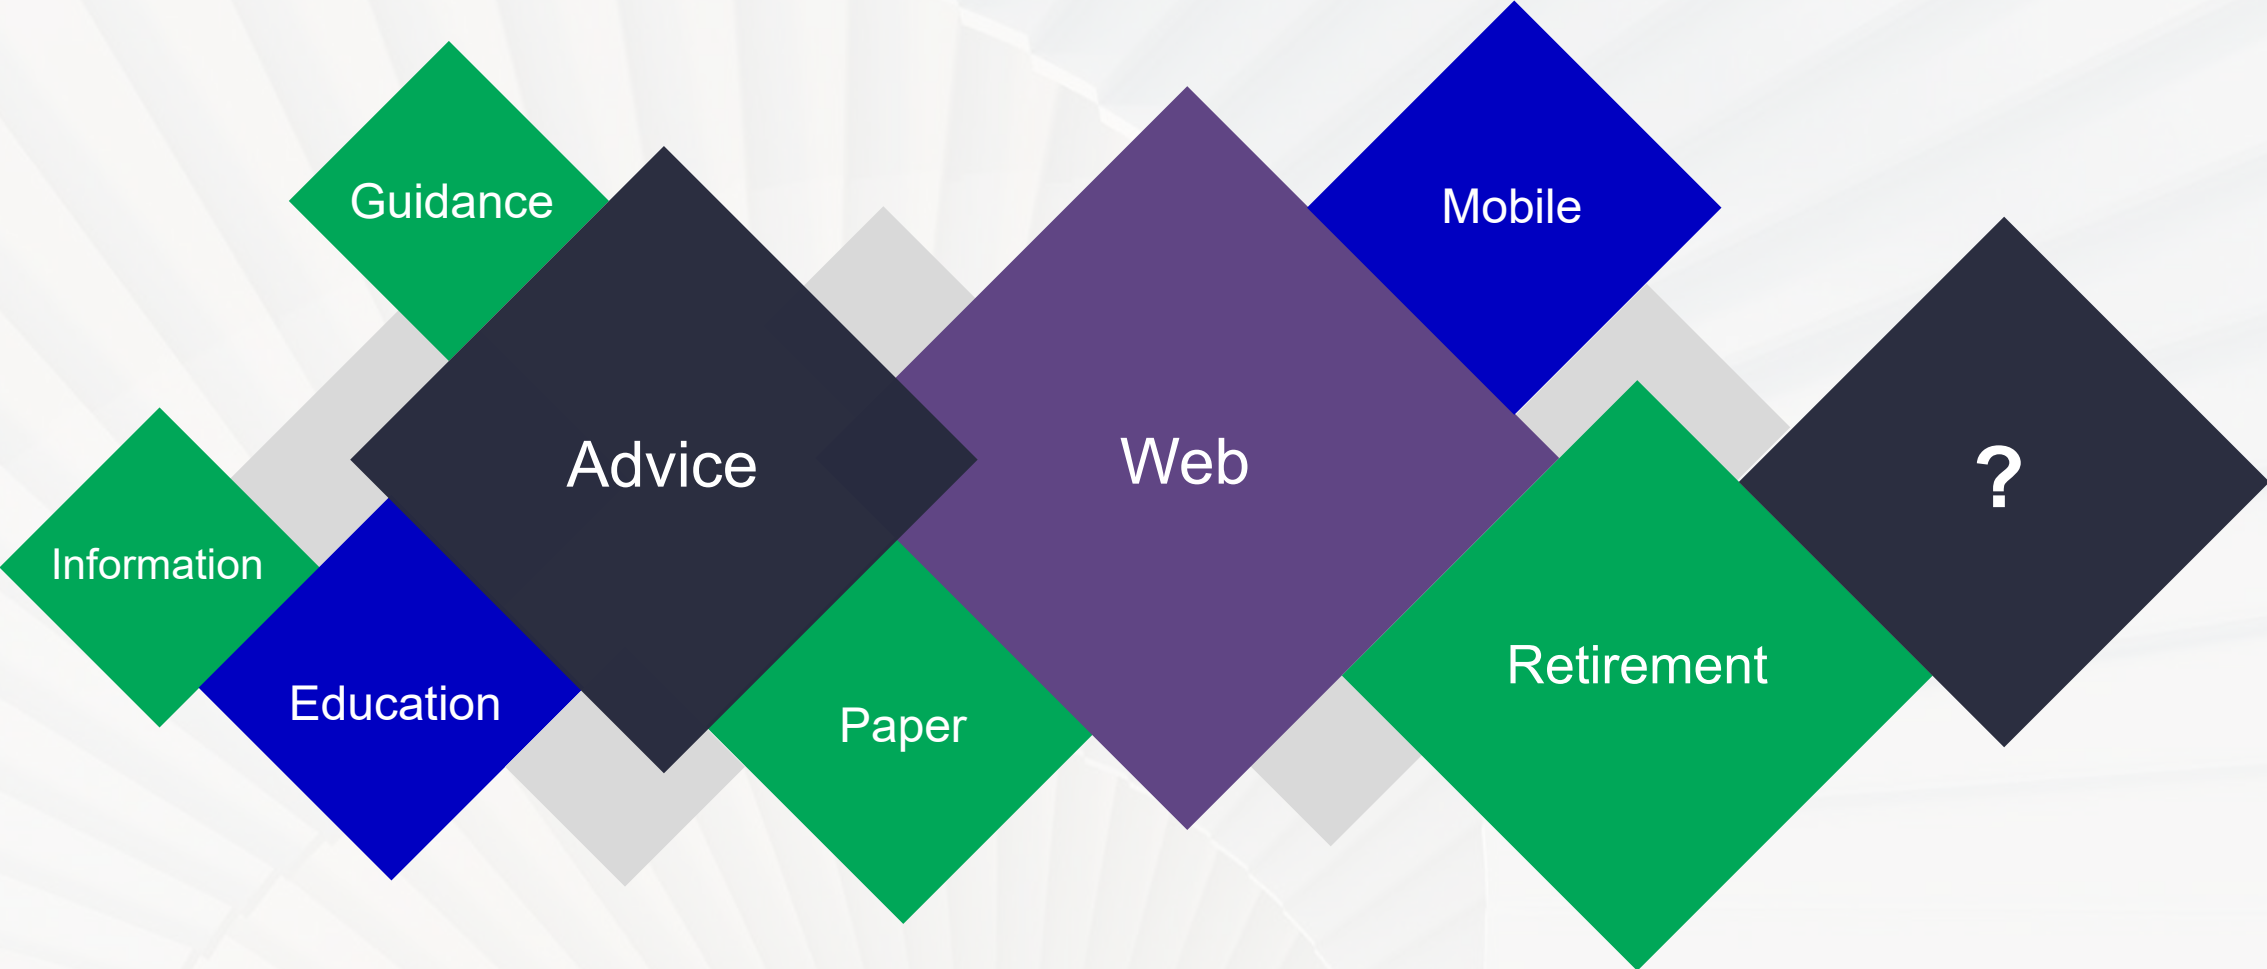 Guidance
Mobile
Advice
Web
?
Information
Education
Paper
Retirement